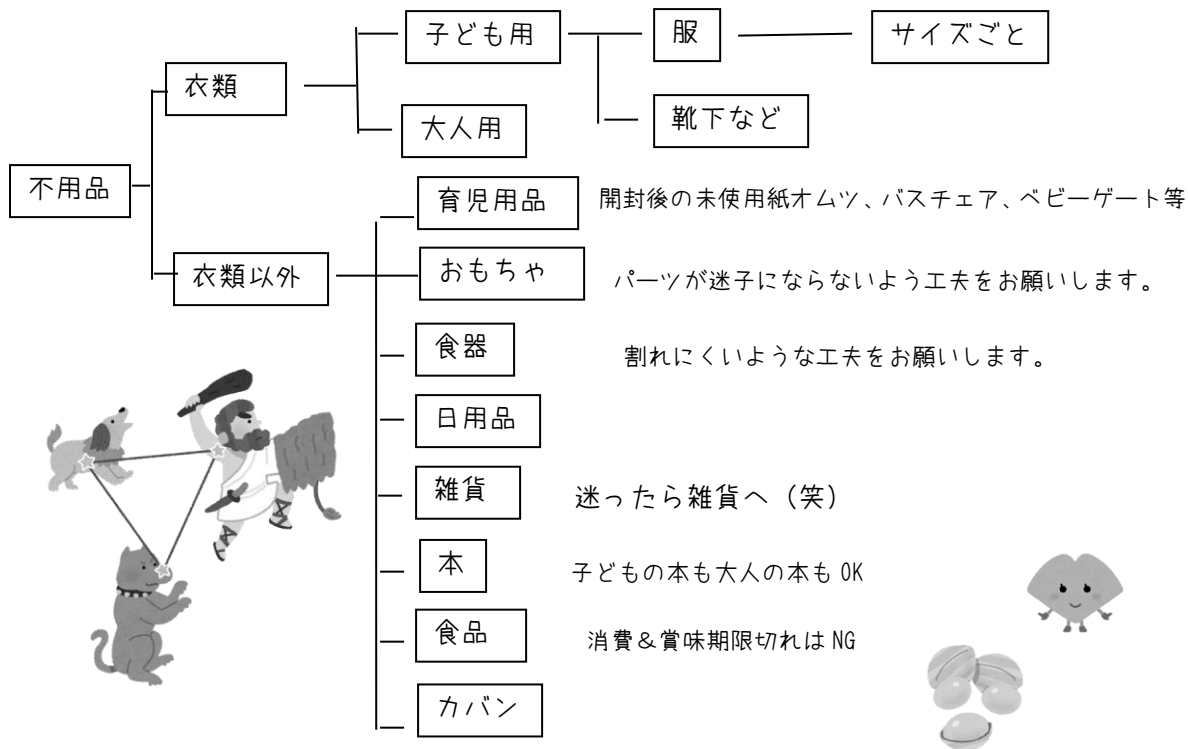 子ども用
服
サイズごと
衣類
靴下など
大人用
不用品
育児用品
開封後の未使用紙オムツ、バスチェア、ベビーゲート等
衣類以外
おもちゃ
パーツが迷子にならないよう工夫をお願いします。
食器
割れにくいような工夫をお願いします。
日用品
雑貨
迷ったら雑貨へ（笑）
本
子どもの本も大人の本も OK
食品
消費＆賞味期限切れは NG
カバン